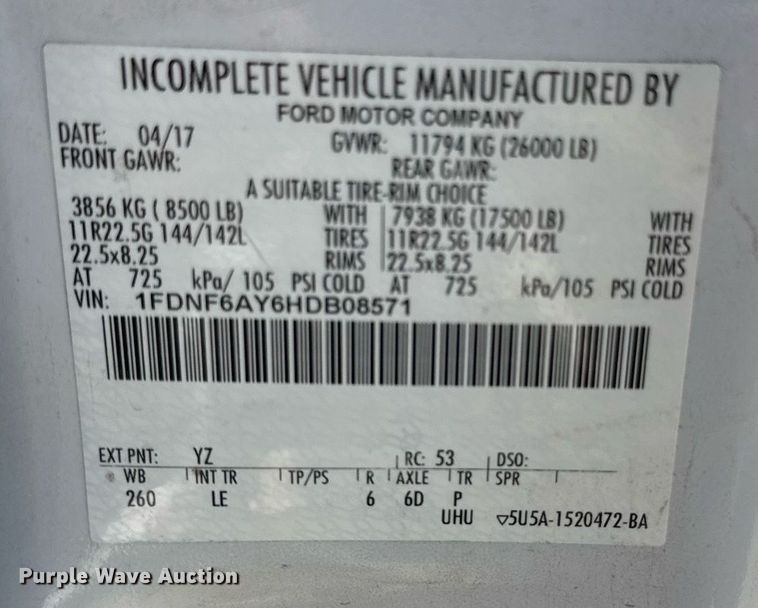 INCOMPLETE VEHICLE MANUFACTURED BY
FORD MOTOR COMPANY
DATE: 04/17 GVWR: 11794 KG (26000 LB)
FRONT GAWR: REAR GAWR:
A SUITABLE TIRE-RIM CHOICE
3856 KG ( 8500 LB) WITH 7938 KG (17500 LB) WITH
11R22.5G 144/142L TIRES 11R22.5G 144/142L TIRES
22.5x8.25 RIMS 22.5x8.25 RIMS
AT 725 kPa/ 105 PSI COLD AT 725 kPa/105 PSI COLD
VIN: 1FDNF6AY6HDB08571
EXT PNT: YZ RC: 53 DSO:
WB INT TR TP/PS R AXLE TR SPR
260 LE 6 6D P
UHU ▽5U5A-1520472-BA
Purple Wave Auction